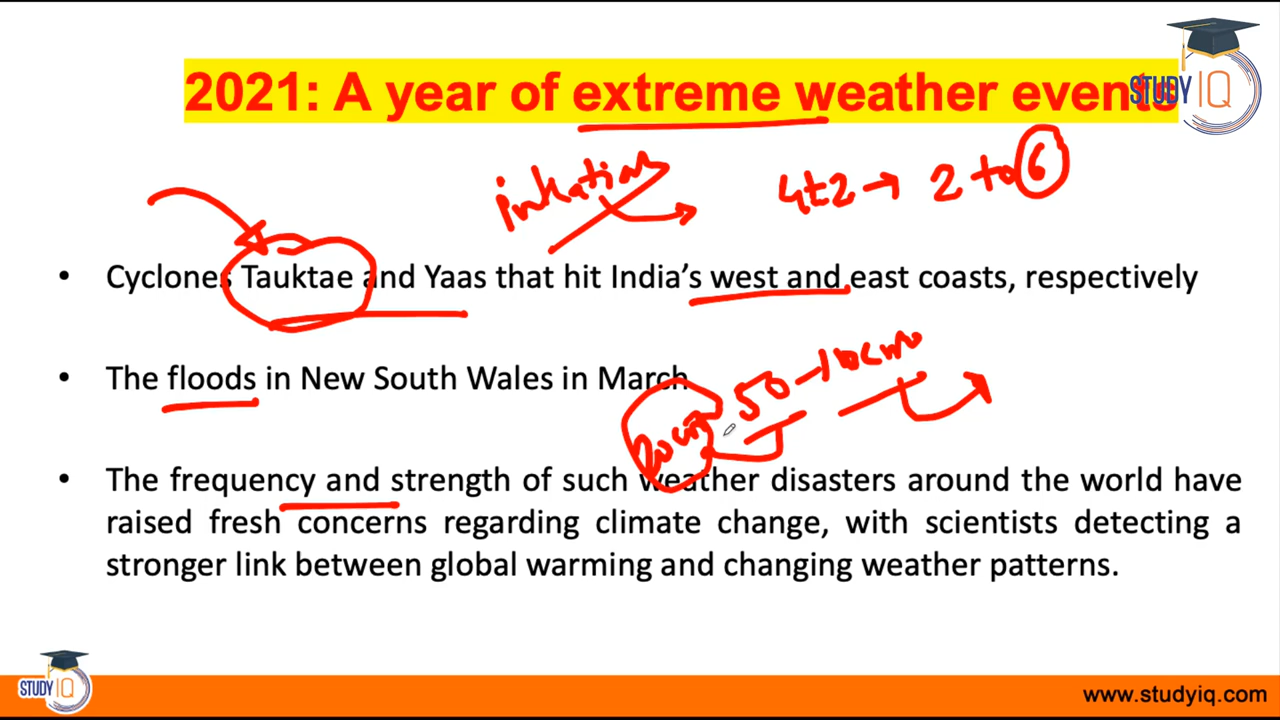 STUDY IQ
2021: A year of extreme weather events
inflation
4±2 → 2 to 6
• Cyclones Tauktae and Yaas that hit India's west and east coasts, respectively
• The floods in New South Wales in March
50 –
• The frequency and strength of such weather disasters around the world have
raised fresh concerns regarding climate change, with scientists detecting a
stronger link between global warming and changing weather patterns.
STUDY IQ
www.studyiq.com